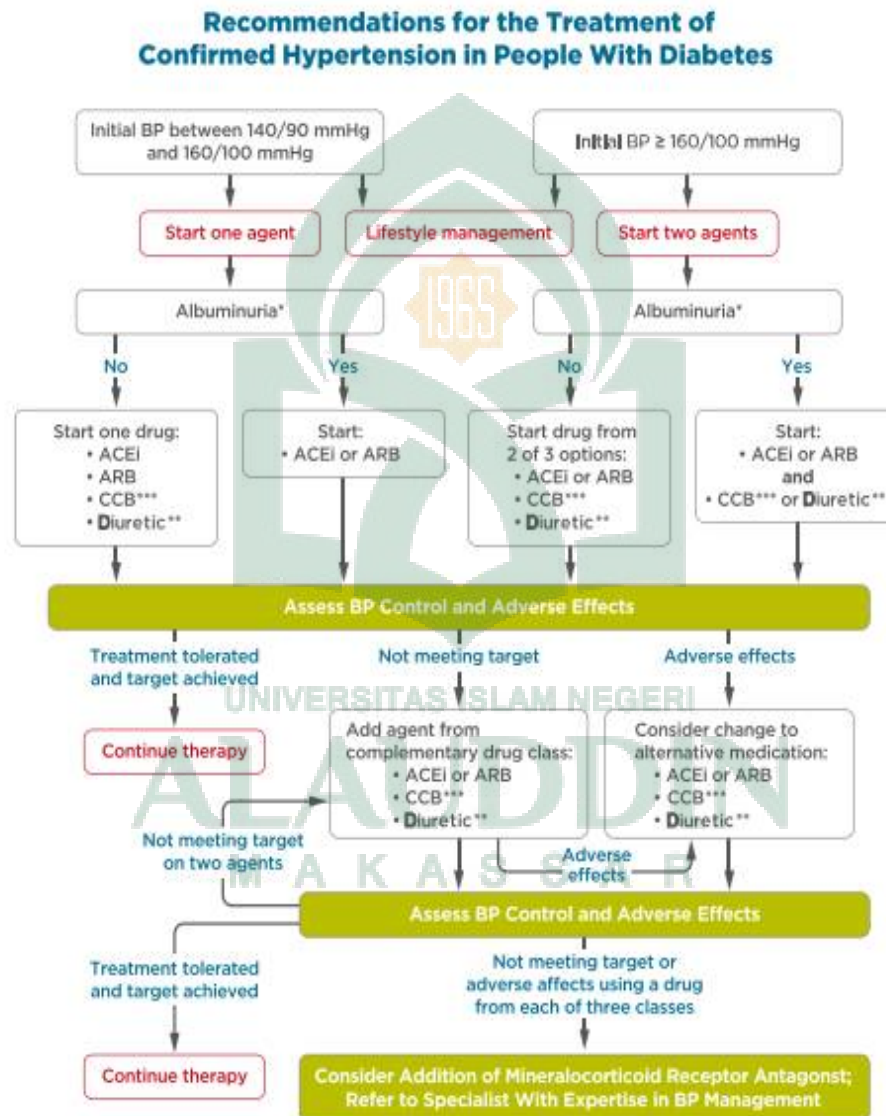 Recommendations for the Treatment of
Confirmed Hypertension in People With Diabetes
Initial BP between 140/90 mmHg
and 160/100 mmHg
Initial BP ≥ 160/100 mmHg
Start one agent
Lifestyle management
Start two agents
1965
Albuminuria*
Albuminuria*
No
Yes
No
Yes
Start one drug:
• ACEi
• ARB
• CCB***
• Diuretic**
Start:
• ACEi or ARB
Start drug from
2 of 3 options:
• ACEi or ARB
• CCB***
• Diuretic**
Start:
• ACEi or ARB
and
• CCB*** or Diuretic**
Assess BP Control and Adverse Effects
Treatment tolerated
and target achieved
Not meeting target
Adverse effects
UNIVERSITAS ISLAM NEGERI
Continue therapy
Add agent from
complementary drug class:
• ACEi or ARB
• CCB***
• Diuretic**
Consider change to
alternative medication:
• ACEi or ARB
• CCB***
• Diuretic**
ALAUDDIN
Not meeting target
on two agents
Adverse
effects
MAKASSAR
Assess BP Control and Adverse Effects
Treatment tolerated
and target achieved
Not meeting target or
adverse affects using a drug
from each of three classes
Continue therapy
Consider Addition of Mineralocorticoid Receptor Antagonst;
Refer to Specialist With Expertise in BP Management